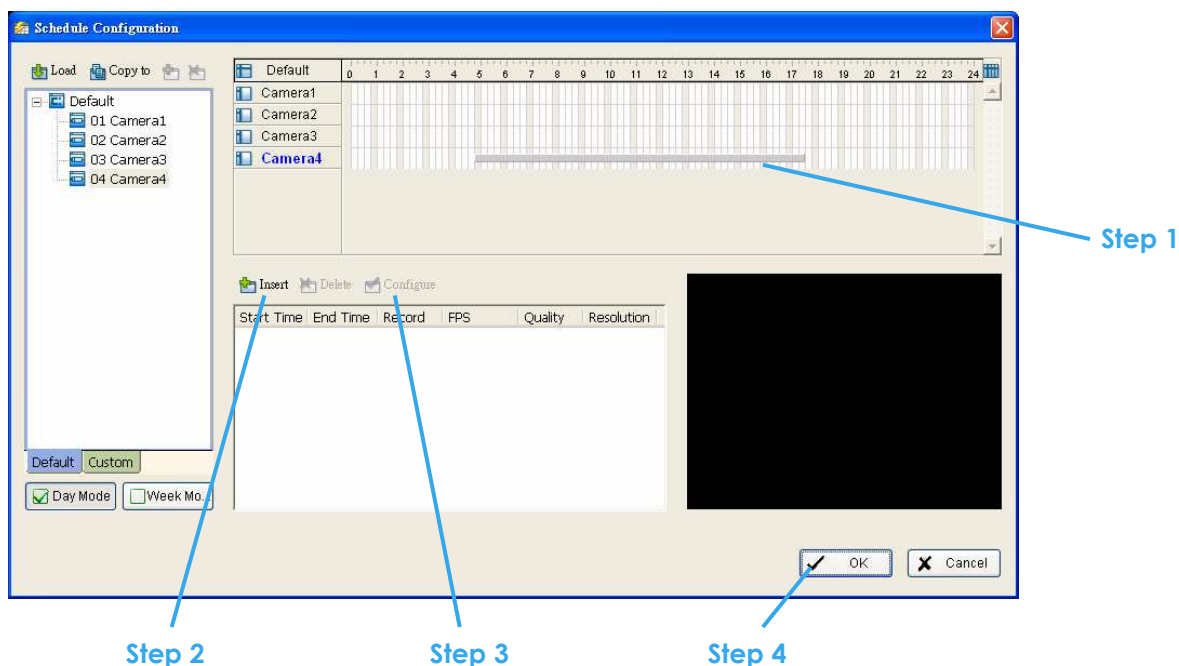 Schedule Configuration
Load Copy to
Default
01 Camera1
02 Camera2
03 Camera3
04 Camera4
Default Custom
Day Mode Week Mo...
Default 0 1 2 3 4 5 6 7 8 9 10 11 12 13 14 15 16 17 18 19 20 21 22 23 24
Camera1
Camera2
Camera3
Camera4
Step 1
Insert Delete Configure
Start Time End Time Record FPS Quality Resolution
OK Cancel
Step 2 Step 3 Step 4